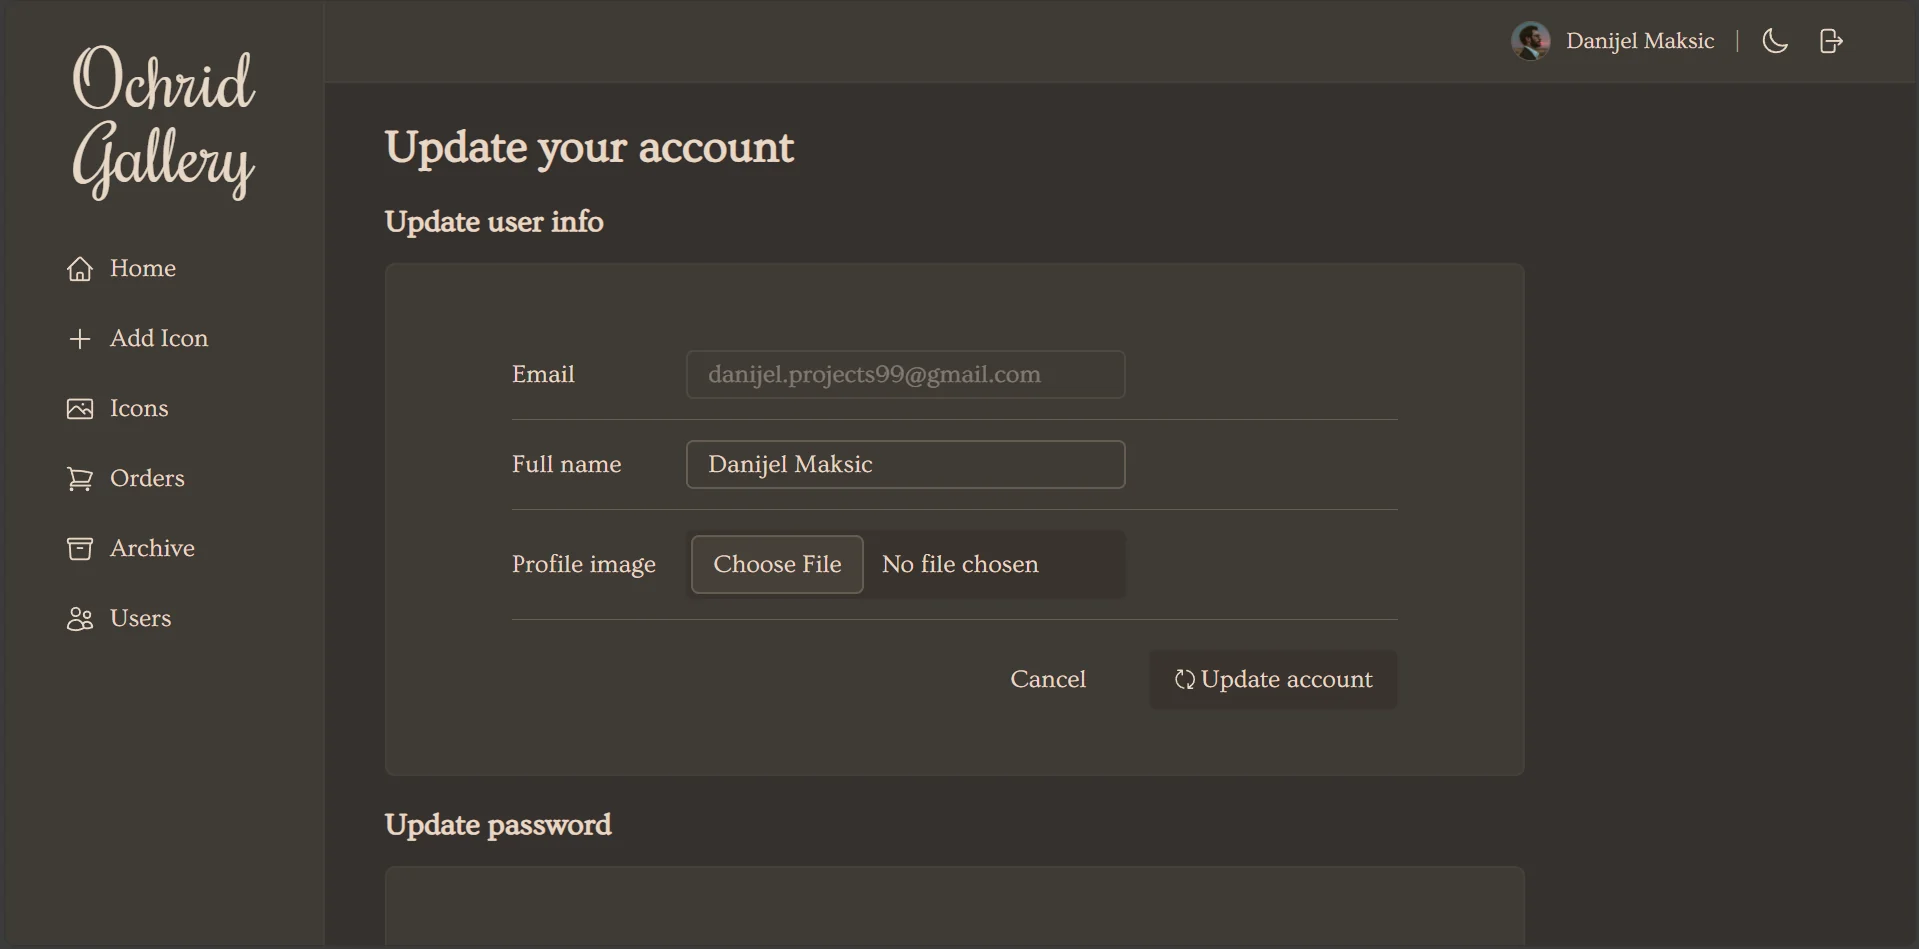 Ochrid
Gallery
Home
Add Icon
Icons
Orders
Archive
Users
Danijel Maksic
Update your account
Update user info
Email
danijel.projects99@gmail.com
Full name
Danijel Maksic
Profile image
Choose File
No file chosen
Cancel
Update account
Update password